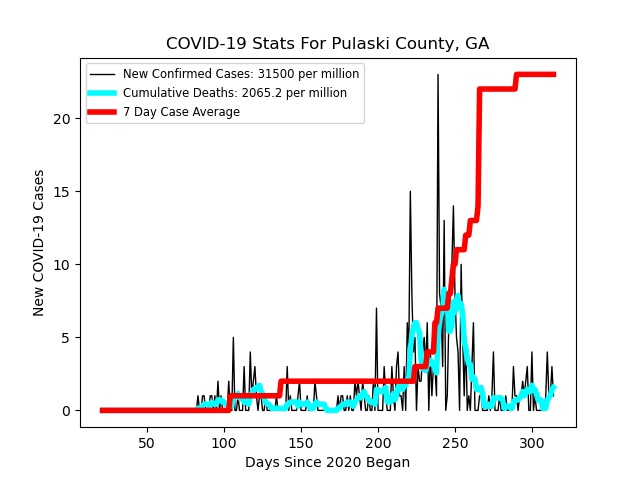 COVID-19 Stats For Pulaski County, GA
New Confirmed Cases: 31500 per million
Cumulative Deaths: 2065.2 per million
7 Day Case Average
New COVID-19 Cases
20
15
10
5
0
50 100 150 200 250 300
Days Since 2020 Began